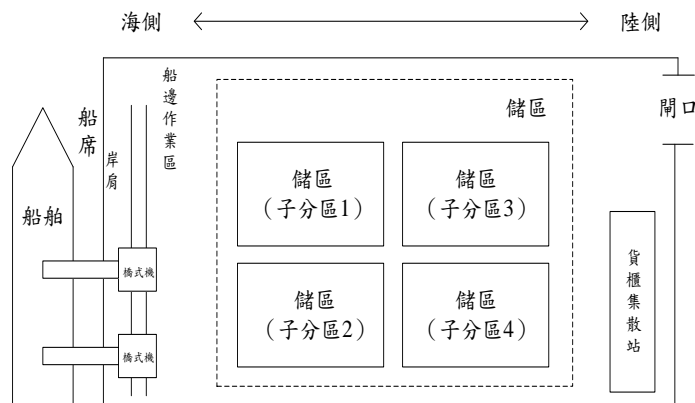 海側
陸側
船邊作業區
船席
岸肩
儲區
閘口
船舶
儲區
（子分區1）
儲區
（子分區3）
橋式機
儲區
（子分區2）
儲區
（子分區4）
橋式機
貨櫃集散站